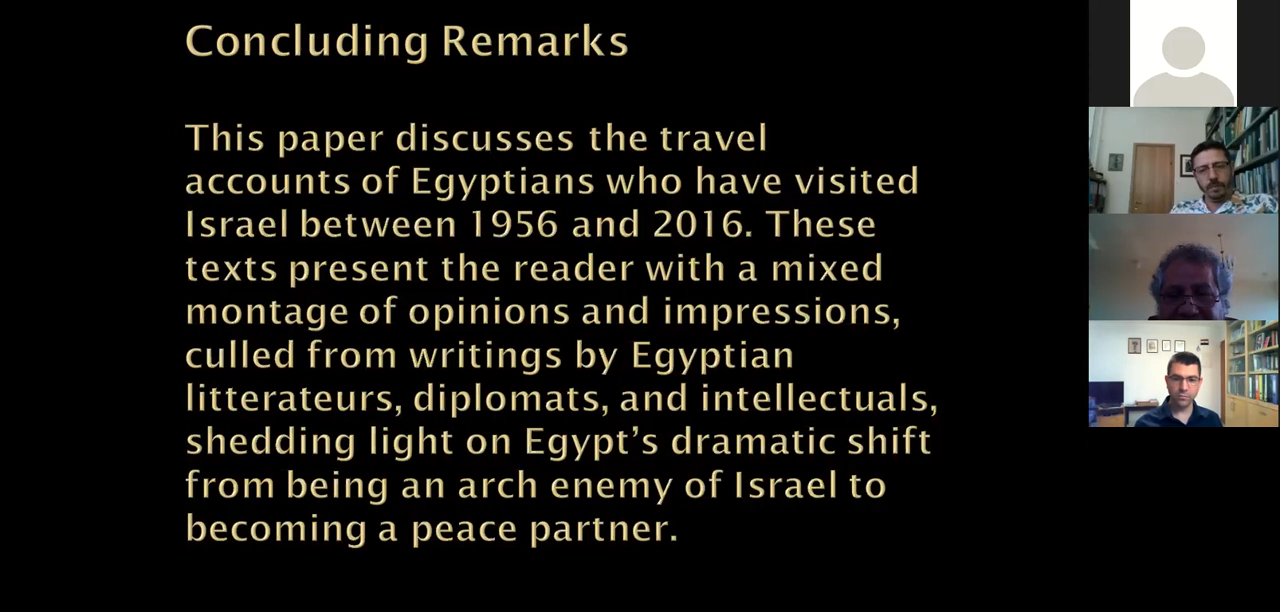 Concluding Remarks
This paper discusses the travel
accounts of Egyptians who have visited
Israel between 1956 and 2016. These
texts present the reader with a mixed
montage of opinions and impressions,
culled from writings by Egyptian
litterateurs, diplomats, and intellectuals,
shedding light on Egypt’s dramatic shift
from being an arch enemy of Israel to
becoming a peace partner.